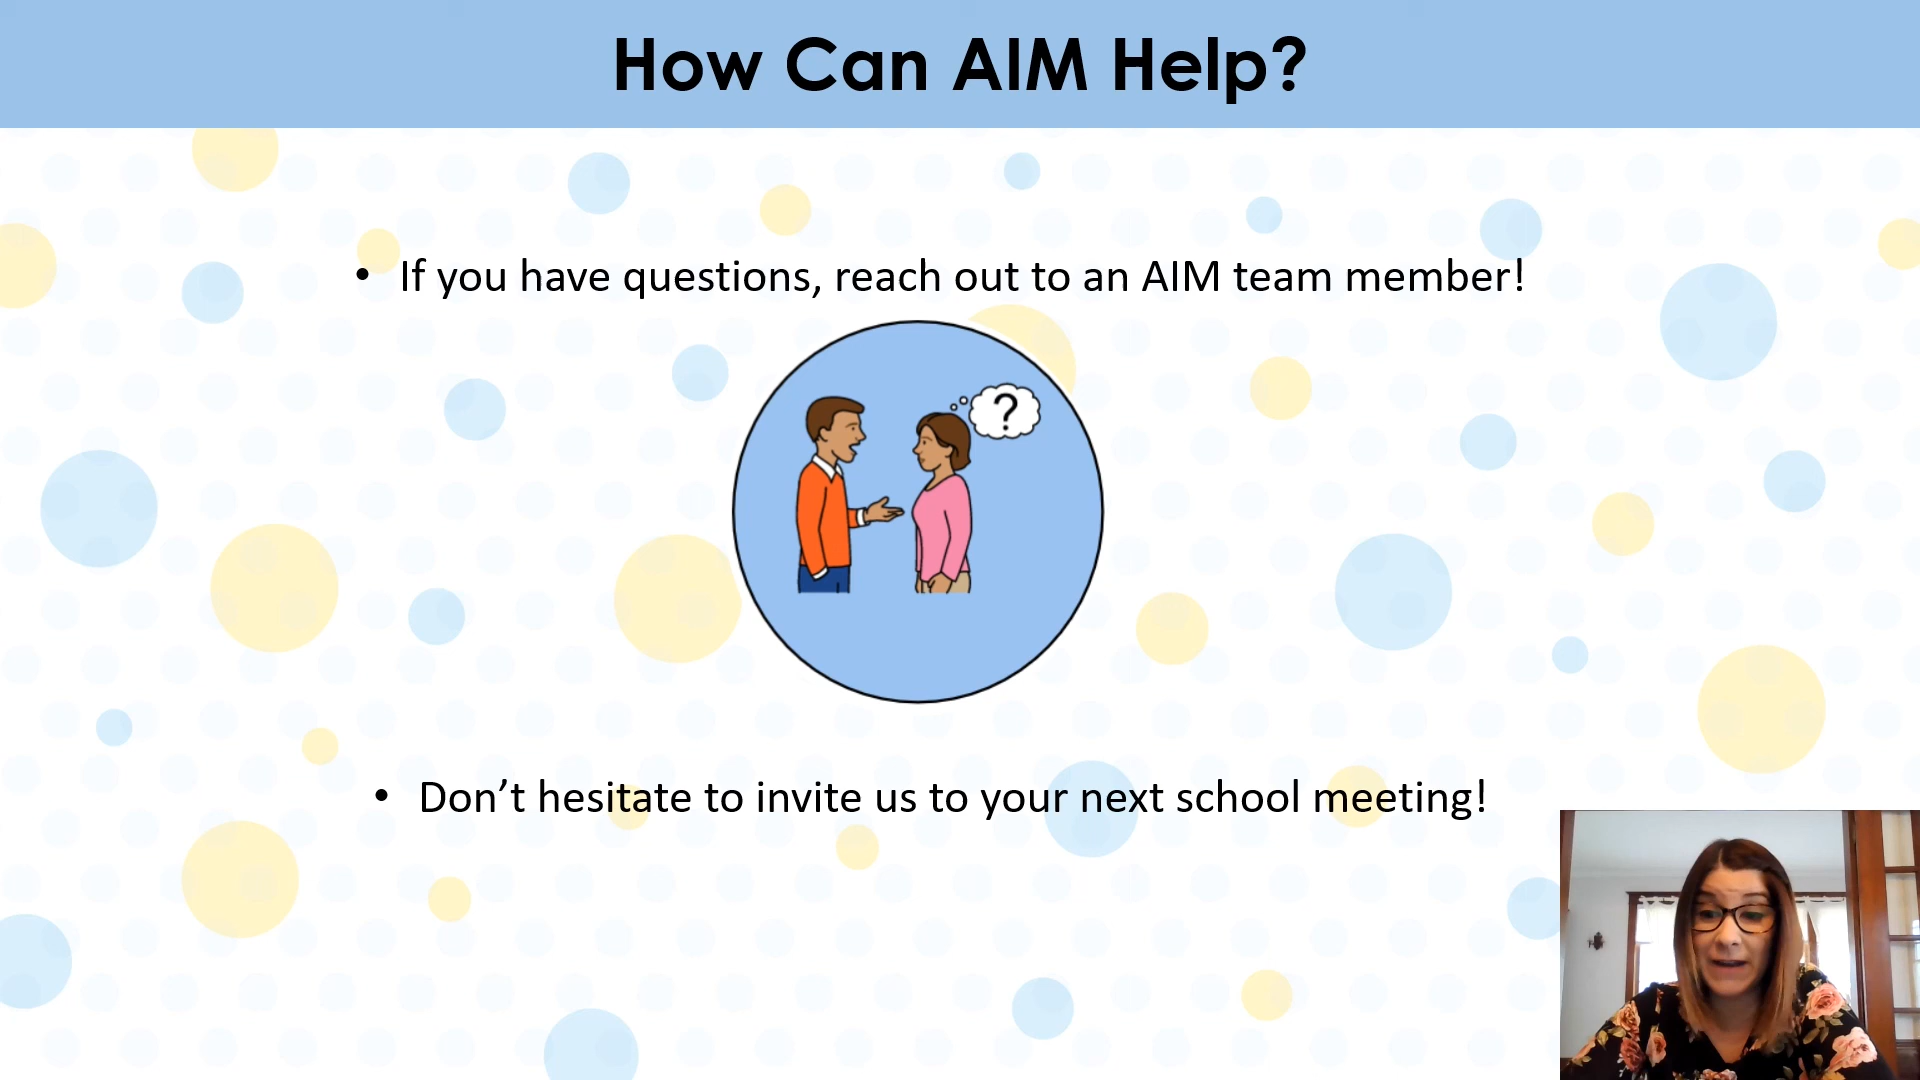 How Can AIM Help?
• If you have questions, reach out to an AIM team member!
?
• Don’t hesitate to invite us to your next school meeting!